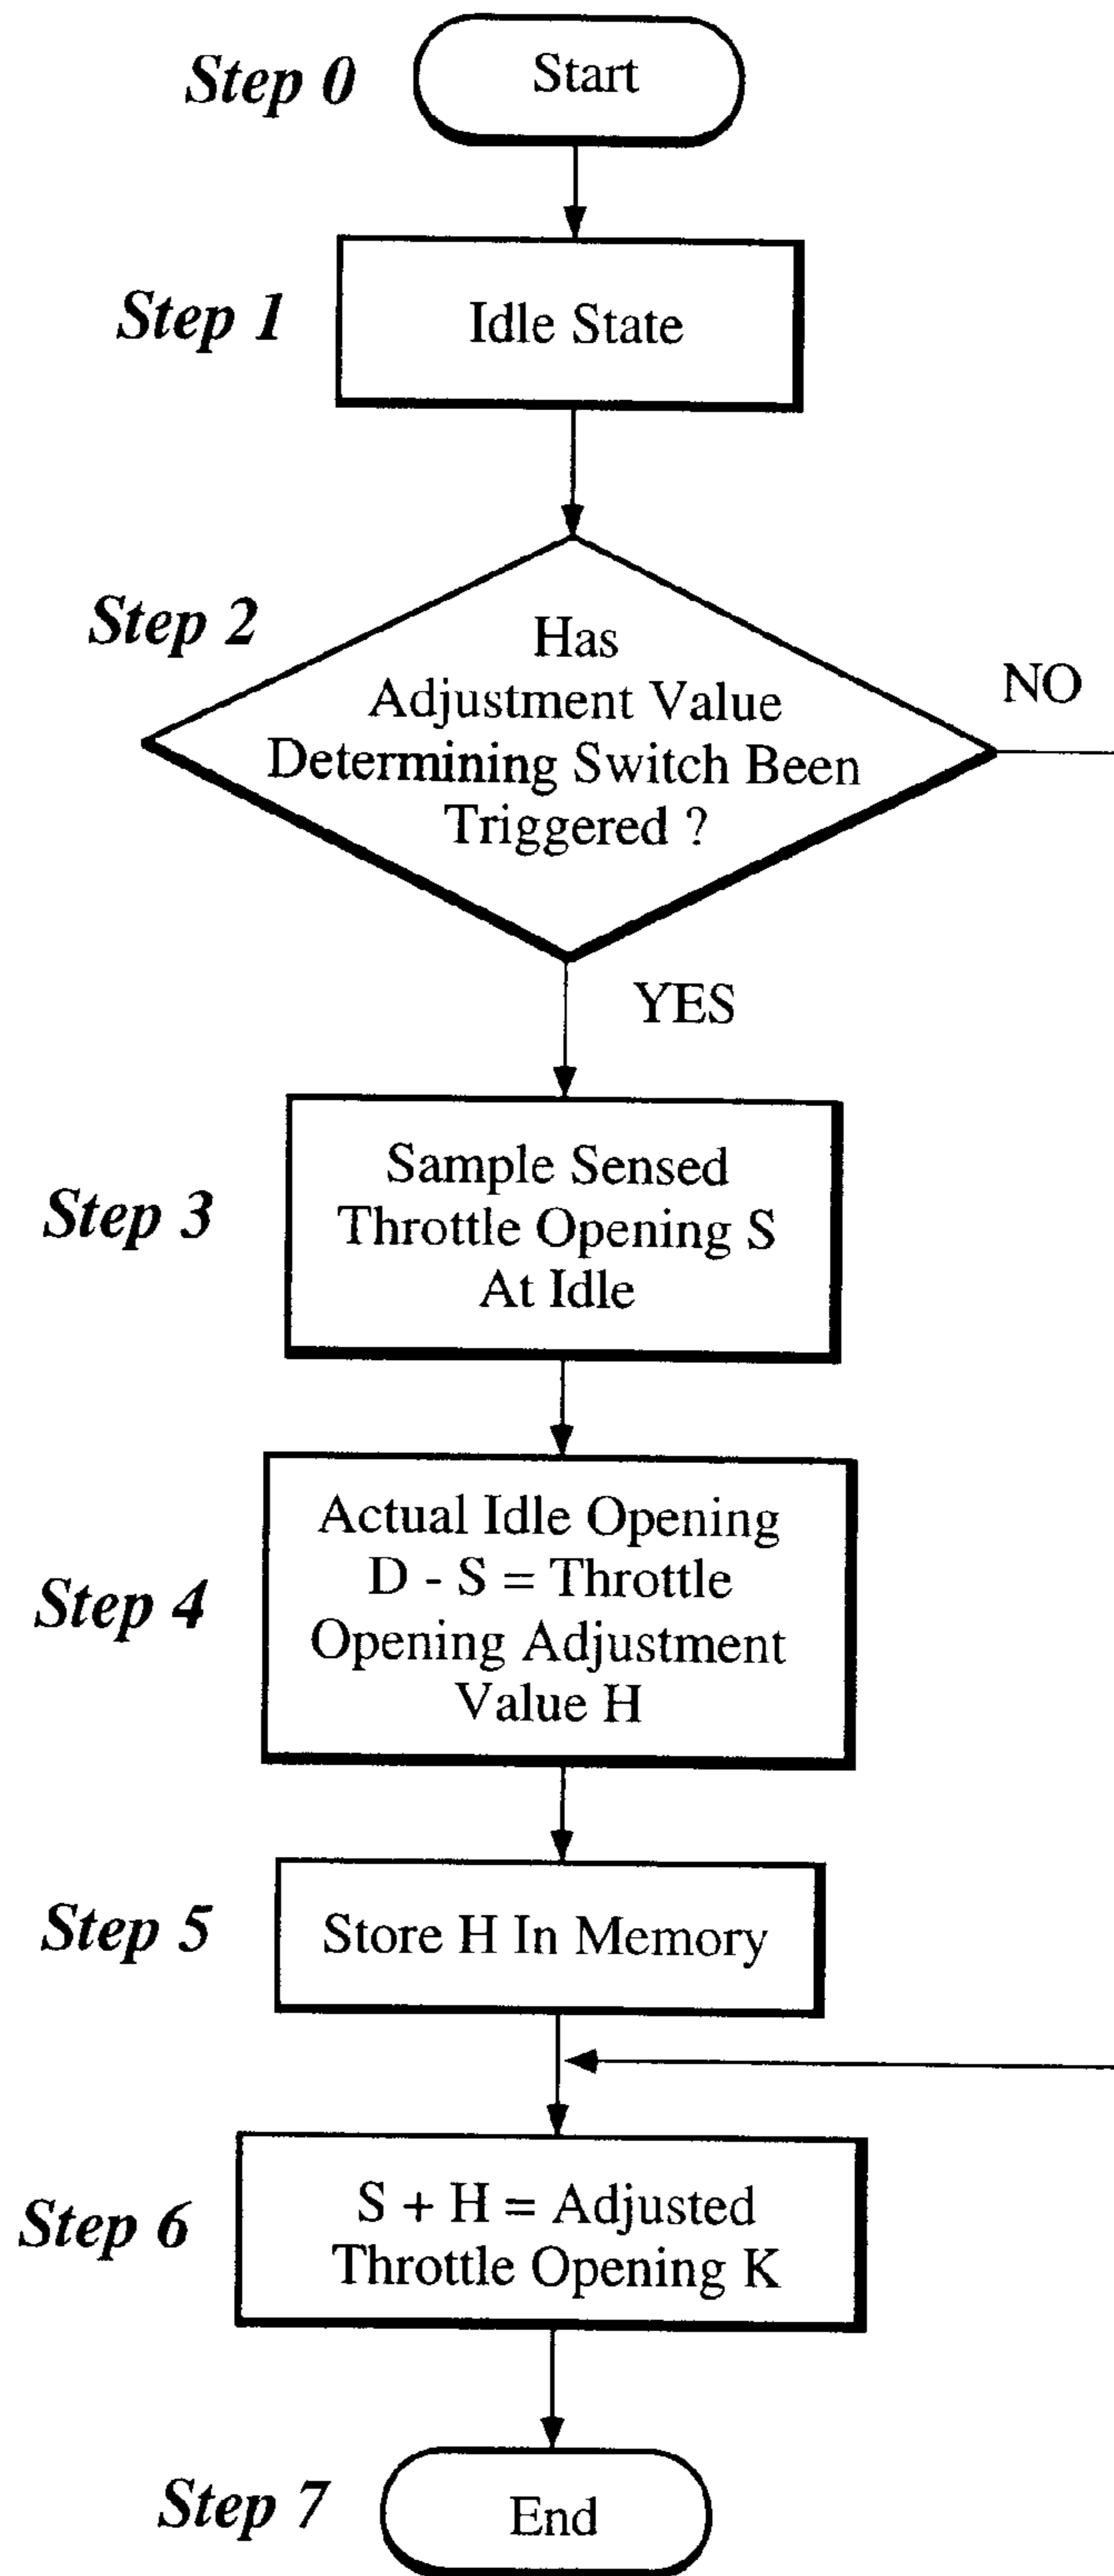 Step 0
Start
Step 1
Idle State
Step 2
Has
Adjustment Value
Determining Switch Been
Triggered ?
NO
YES
Step 3
Sample Sensed
Throttle Opening S
At Idle
Step 4
Actual Idle Opening
D - S = Throttle
Opening Adjustment
Value H
Step 5
Store H In Memory
Step 6
S + H = Adjusted
Throttle Opening K
Step 7
End